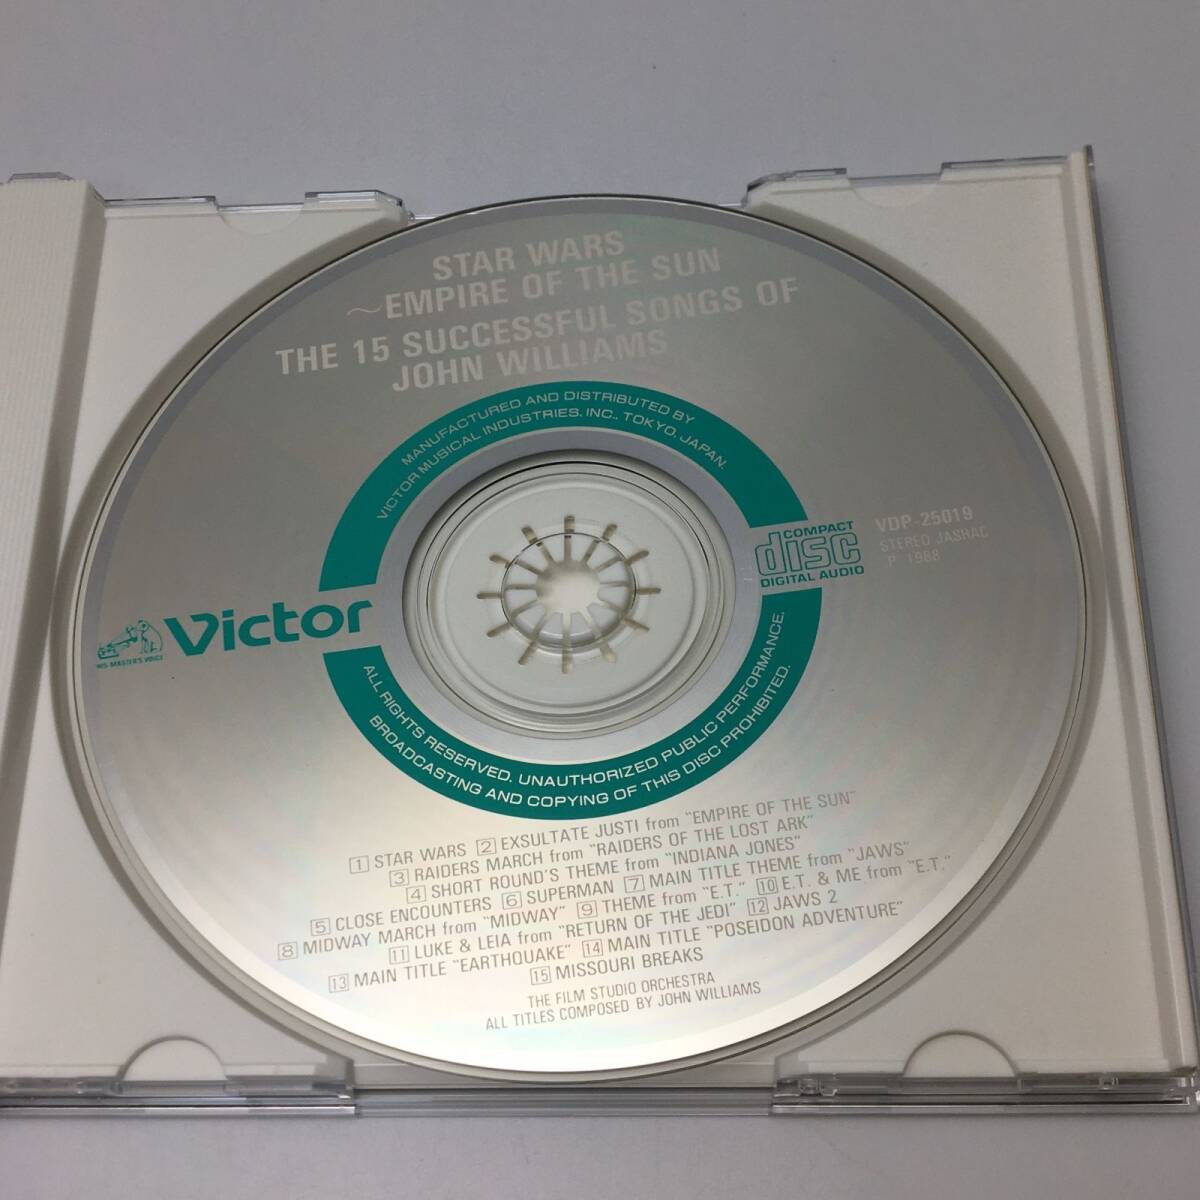 STAR WARS
～EMPIRE OF THE SUN
THE 15 SUCCESSFUL SONGS OF
JOHN WILLIAMS
MANUFACTURED AND DISTRIBUTED BY
VICTOR MUSICAL INDUSTRIES, INC., TOKYO, JAPAN.
COMPACT
disc
DIGITAL AUDIO
VDP-25019
STEREO JASRAC
P 1988
HIS MASTER'S VOICE
Victor
ALL RIGHTS RESERVED. UNAUTHORIZED PUBLIC PERFORMANCE,
BROADCASTING AND COPYING OF THIS DISC PROHIBITED.
1 STAR WARS 2 EXSULTATE JUSTI from "EMPIRE OF THE SUN"
3 RAIDERS MARCH from "RAIDERS OF THE LOST ARK"
4 SHORT ROUND'S THEME from "INDIANA JONES"
5 CLOSE ENCOUNTERS 6 SUPERMAN 7 MAIN TITLE THEME from "JAWS"
8 MIDWAY MARCH from "MIDWAY" 9 THEME from "E.T." 10 E.T. & ME from "E.T."
11 LUKE & LEIA from "RETURN OF THE JEDI" 12 JAWS 2
13 MAIN TITLE "EARTHQUAKE" 14 MAIN TITLE "POSEIDON ADVENTURE"
15 MISSOURI BREAKS
THE FILM STUDIO ORCHESTRA
ALL TITLES COMPOSED BY JOHN WILLIAMS